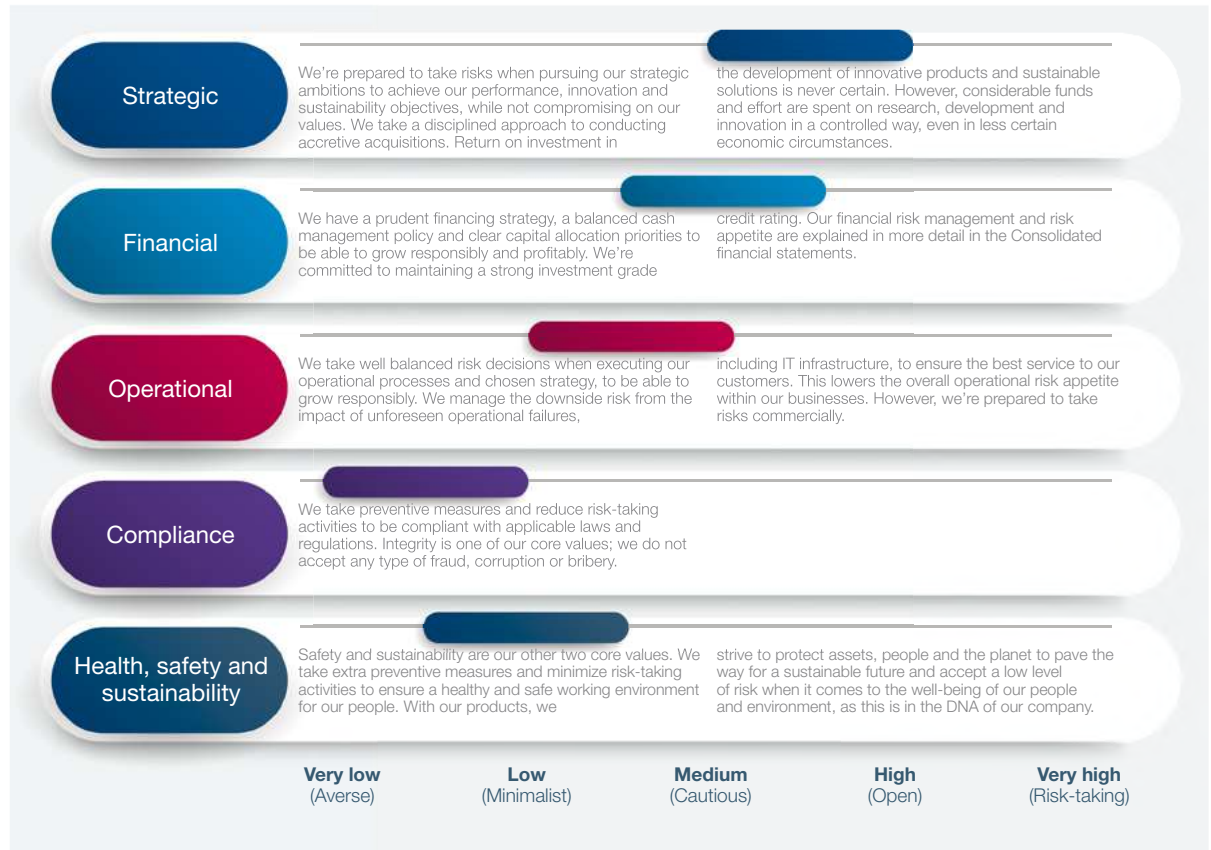 Strategic
We’re prepared to take risks when pursuing our strategic
ambitions to achieve our performance, innovation and
sustainability objectives, while not compromising on our
values. We take a disciplined approach to conducting
accretive acquisitions. Return on investment in
the development of innovative products and sustainable
solutions is never certain. However, considerable funds
and effort are spent on research, development and
innovation in a controlled way, even in less certain
economic circumstances.
Financial
We have a prudent financing strategy, a balanced cash
management policy and clear capital allocation priorities to
be able to grow responsibly and profitably. We’re
committed to maintaining a strong investment grade
credit rating. Our financial risk management and risk
appetite are explained in more detail in the Consolidated
financial statements.
Operational
We take well balanced risk decisions when executing our
operational processes and chosen strategy, to be able to
grow responsibly. We manage the downside risk from the
impact of unforeseen operational failures,
including IT infrastructure, to ensure the best service to our
customers. This lowers the overall operational risk appetite
within our businesses. However, we’re prepared to take
risks commercially.
Compliance
We take preventive measures and reduce risk-taking
activities to be compliant with applicable laws and
regulations. Integrity is one of our core values; we do not
accept any type of fraud, corruption or bribery.
Health, safety and
sustainability
Safety and sustainability are our other two core values. We
take extra preventive measures and minimize risk-taking
activities to ensure a healthy and safe working environment
for our people. With our products, we
strive to protect assets, people and the planet to pave the
way for a sustainable future and accept a low level
of risk when it comes to the well-being of our people
and environment, as this is in the DNA of our company.
Very low
(Averse)
Low
(Minimalist)
Medium
(Cautious)
High
(Open)
Very high
(Risk-taking)